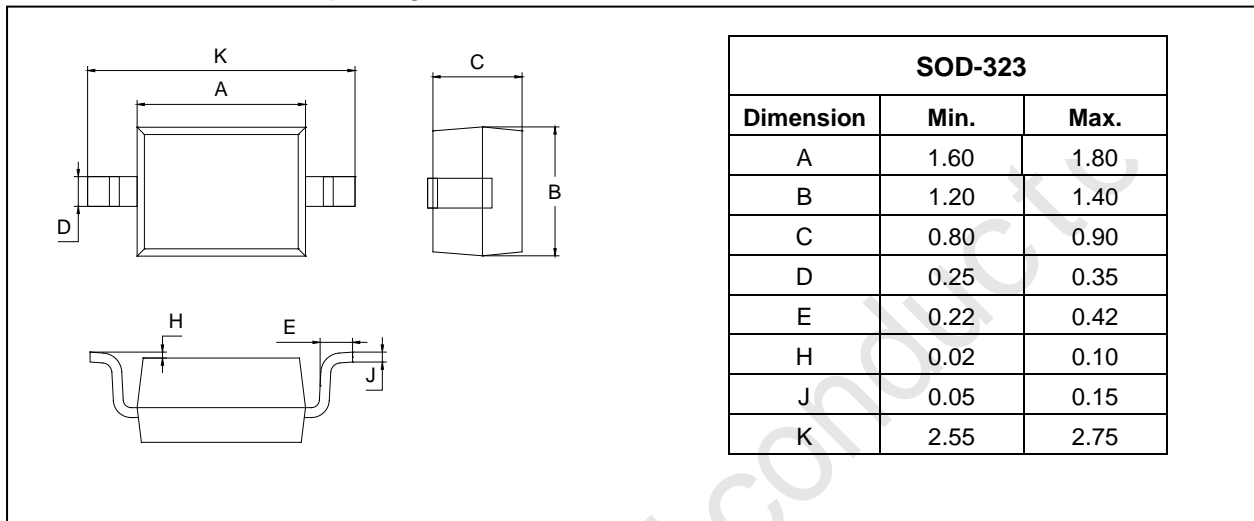 K
A
C
D
B
H
E
J
SOD-323
Dimension Min. Max.
A 1.60 1.80
B 1.20 1.40
C 0.80 0.90
D 0.25 0.35
E 0.22 0.42
H 0.02 0.10
J 0.05 0.15
K 2.55 2.75
conduct